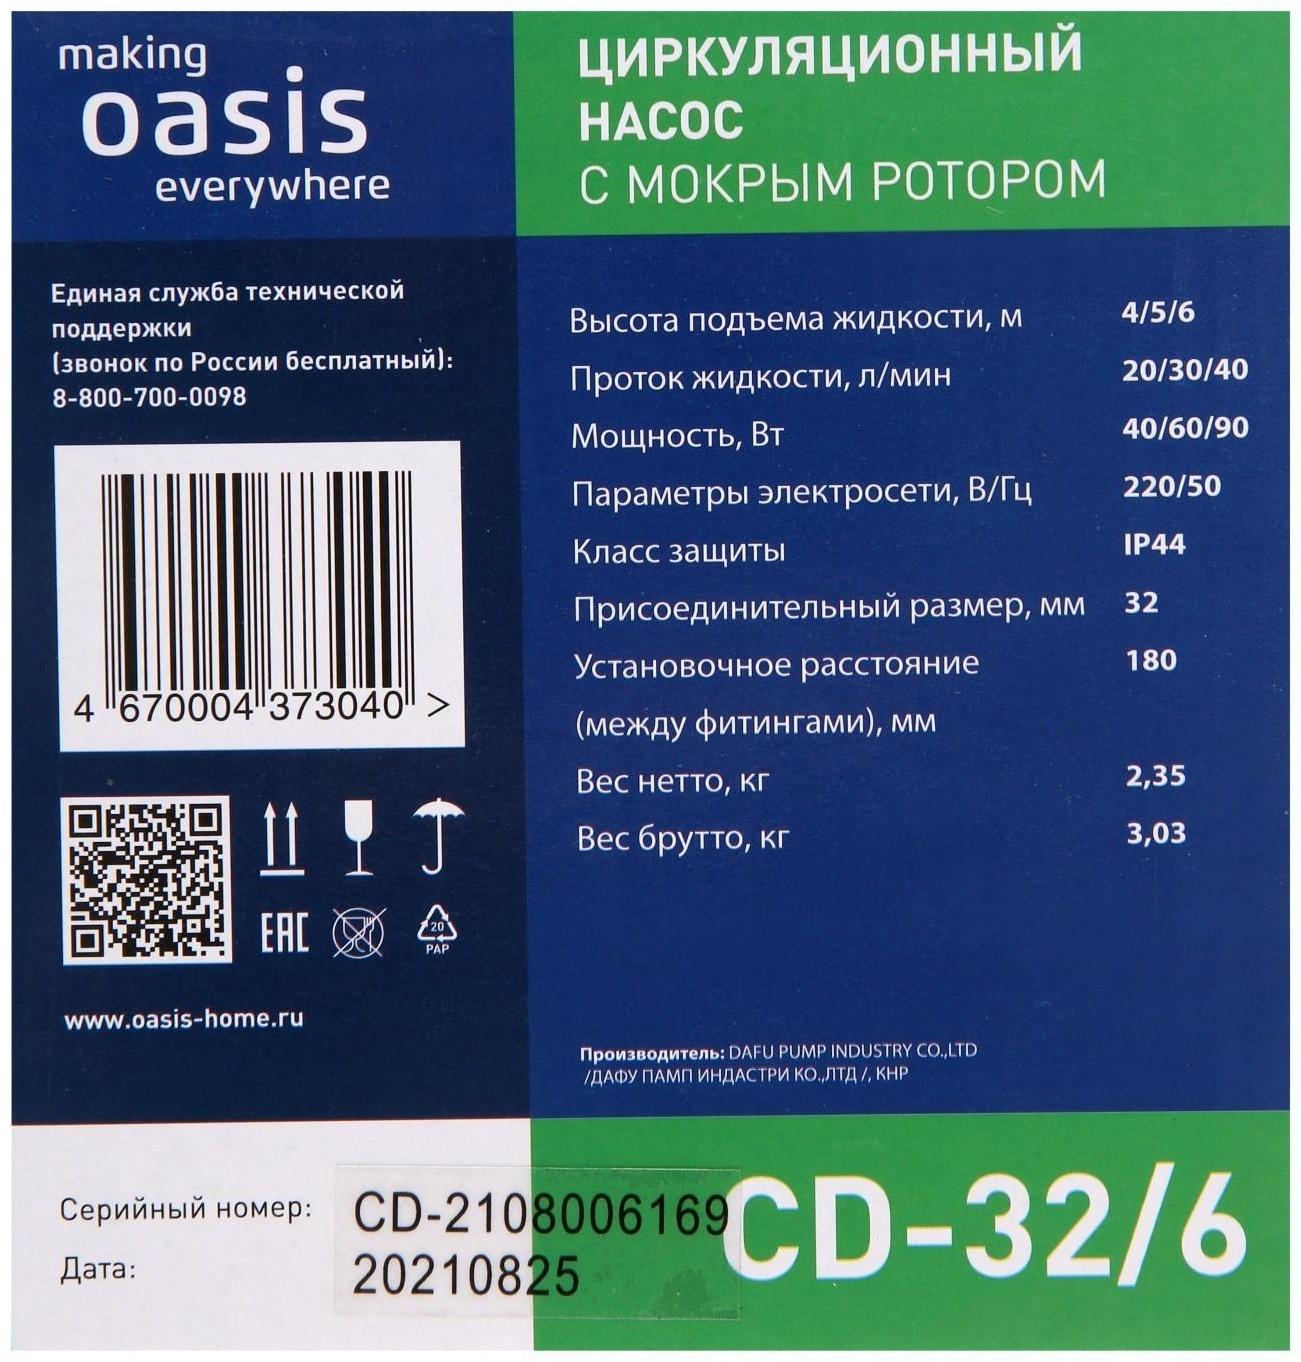 making
oasis
everywhere
ЦИРКУЛЯЦИОННЫЙ
НАСОС
С МОКРЫМ РОТОРОМ
Единая служба технической
поддержки
(звонок по России бесплатный):
8-800-700-0098
4 670004 373040 >
EAC
20
PAP
www.oasis-home.ru
Высота подъема жидкости, м 4/5/6
Проток жидкости, л/мин 20/30/40
Мощность, Вт 40/60/90
Параметры электросети, В/Гц 220/50
Класс защиты IP44
Присоединительный размер, мм 32
Установочное расстояние 180
(между фитингами), мм
Вес нетто, кг 2,35
Вес брутто, кг 3,03
Производитель: DAFU PUMP INDUSTRY CO.,LTD
/ДАФУ ПАМП ИНДАСТРИ КО.,ЛТД /, КНР
Серийный номер: CD-2108006169
Дата: 20210825
CD-32/6